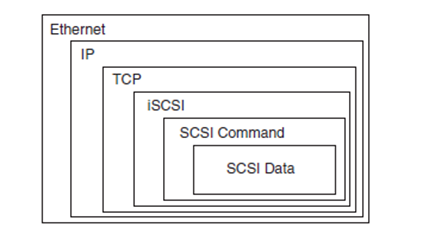 Ethernet
IP
TCP
iSCSI
SCSI Command
SCSI Data